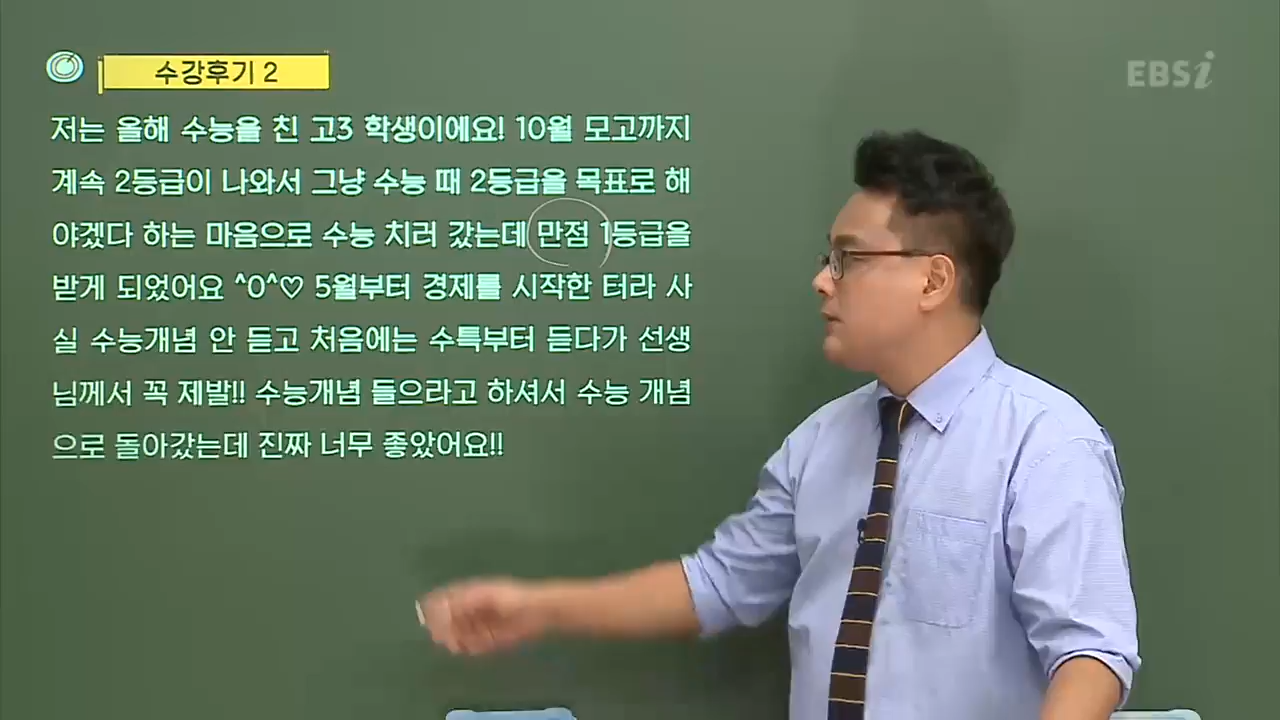 수강후기 2
EBSi
저는 올해 수능을 친 고3 학생이에요! 10월 모고까지
계속 2등급이 나와서 그냥 수능 때 2등급을 목표로 해
야겠다 하는 마음으로 수능 치러 갔는데 만점 1등급을
받게 되었어요 ^0^♡ 5월부터 경제를 시작한 터라 사
실 수능개념 안 듣고 처음에는 수특부터 듣다가 선생
님께서 꼭 제발!! 수능개념 들으라고 하셔서 수능 개념
으로 돌아갔는데 진짜 너무 좋았어요!!